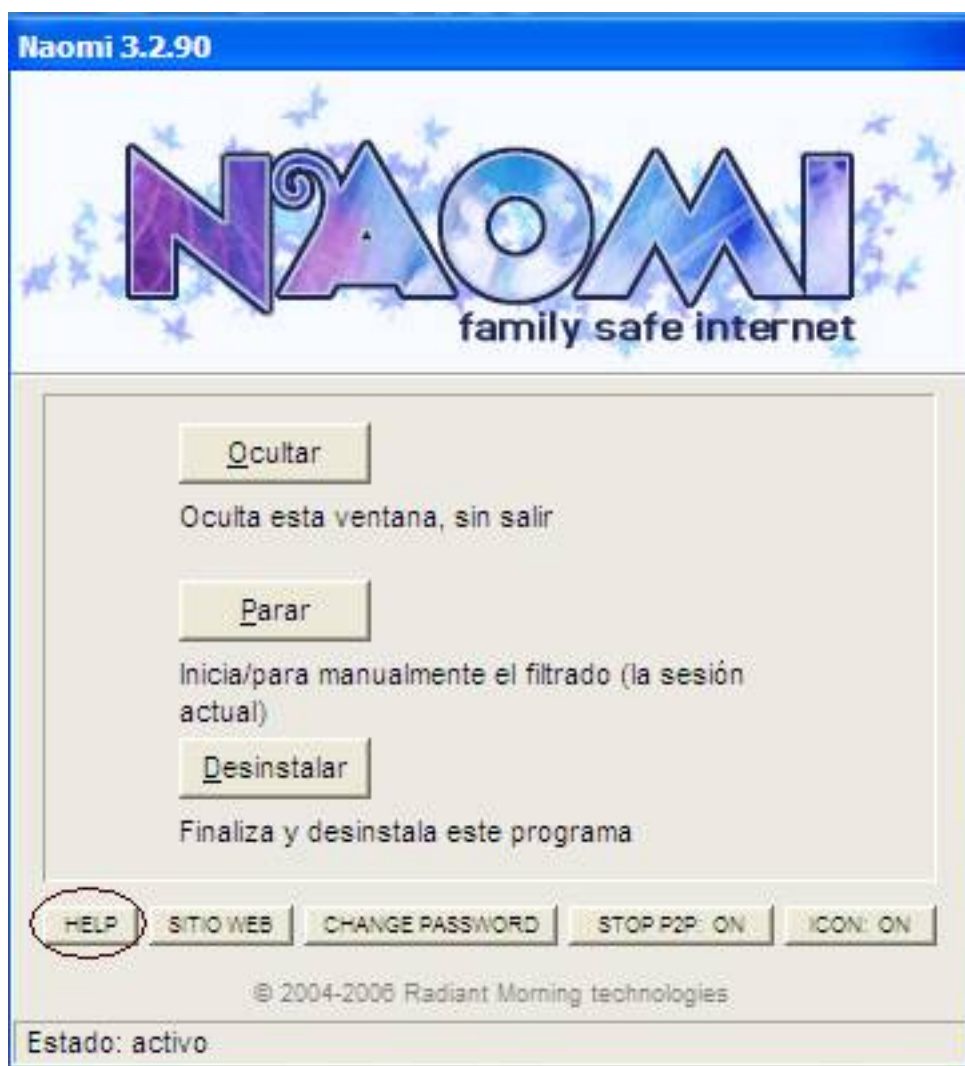 Naomi 3.2.90
NAOMI
family safe internet
Ocultar
Oculta esta ventana, sin salir
Parar
Inicia/para manualmente el filtrado (la sesión
actual)
Desinstalar
Finaliza y desinstala este programa
HELP SITIO WEB CHANGE PASSWORD STOP P2P: ON ICON: ON
© 2004-2006 Radiant Morning technologies
Estado: activo